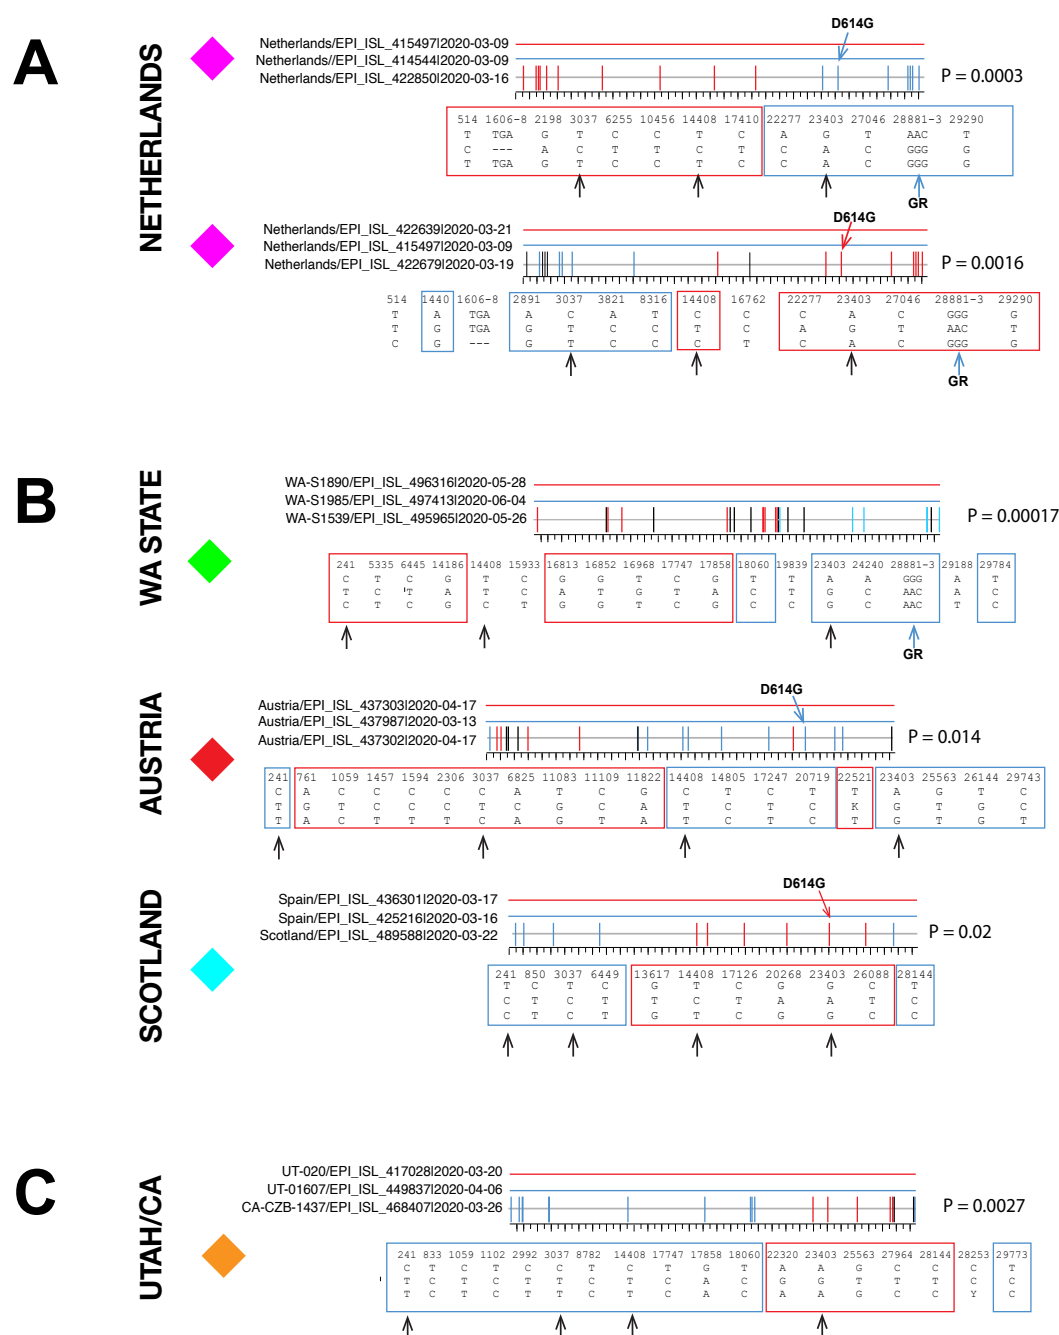 A
NETHERLANDS
D614G
Netherlands/EPI_ISL_415497|2020-03-09
Netherlands//EPI_ISL_414544|2020-03-09
Netherlands/EPI_ISL_422850|2020-03-16
P = 0.0003
514 1606-8 2198 3037 6255 10456 14408 17410 22277 23403 27046 28881-3 29290
T TGA G T C C T C A G T AAC T
C --- A C T T C T C A C GGG G
T TGA G T C C T C C A C GGG G
GR
D614G
Netherlands/EPI_ISL_422639|2020-03-21
Netherlands/EPI_ISL_415497|2020-03-09
Netherlands/EPI_ISL_422679|2020-03-19
P = 0.0016
514 1440 1606-8 2891 3037 3821 8316 14408 16762 22277 23403 27046 28881-3 29290
T A TGA A C A T C C C A C GGG G
T G TGA G T C C T C A G T AAC T
C G --- G T C C C T C A C GGG G
GR
B
WA STATE
WA-S1890/EPI_ISL_496316|2020-05-28
WA-S1985/EPI_ISL_497413|2020-06-04
WA-S1539/EPI_ISL_495965|2020-05-26
P = 0.00017
241 5335 6445 14186 14408 15933 16813 16852 16968 17747 17858 18060 19839 23403 24240 28881-3 29188 29784
C T C G T C G G T C G T T A A GGG A T
T C 'T A C T A T G T A C C G C AAC G C
C T C G T C G G T C G C T G C AAC A C
GR
AUSTRIA
D614G
Austria/EPI_ISL_437303|2020-04-17
Austria/EPI_ISL_437987|2020-03-13
Austria/EPI_ISL_437302|2020-04-17
P = 0.014
241 761 1059 1457 1594 2306 3037 6825 11083 11109 11822 14408 14805 17247 20719 22521 23403 25563 26144 29743
C A C C C C C A T C G C T C T T A G T C
T G T C C C T C G C A T C T C K G T G T
T A C T T T C A G T A T C T C T G T G T
SCOTLAND
D614G
Spain/EPI_ISL_436301|2020-03-17
Spain/EPI_ISL_425216|2020-03-16
Scotland/EPI_ISL_489588|2020-03-22
P = 0.02
241 850 3037 6449 13617 14408 17126 20268 23403 26088 28144
T C T C G T C G G C T
C T C T T C T A A T C
C T C T G T C G G C C
C
UTAH/CA
UT-020/EPI_ISL_417028|2020-03-20
UT-01607/EPI_ISL_449837|2020-04-06
CA-CZB-1437/EPI_ISL_468407|2020-03-26
P = 0.0027
241 833 1059 1102 2992 3037 8782 14408 17747 17858 18060 22320 23403 25563 27964 28144 28253 29773
C T C T C C T C T G T A A G C C C T
T C T C T T C T C A C G G T T T C C
T C T C T T C T C A C A A G C C Y C